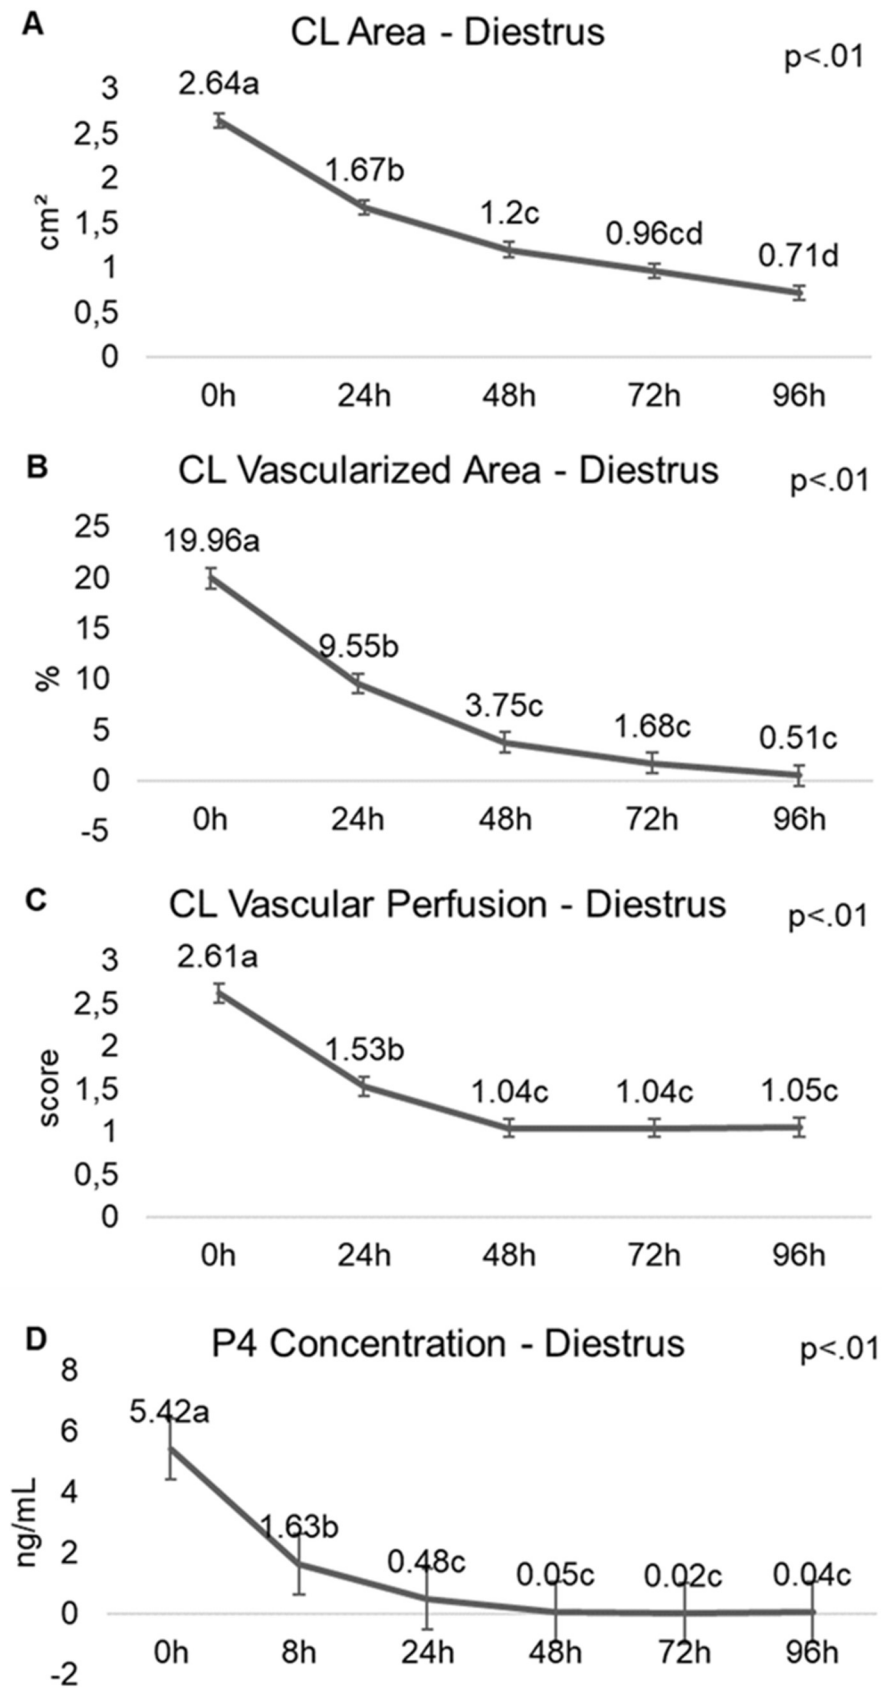 A
CL Area - Diestrus
p<.01
3
2,5
2
1,5
1
0,5
0
cm²
2.64a
1.67b
1.2c
0.96cd
0.71d
0h 24h 48h 72h 96h
B
CL Vascularized Area - Diestrus
p<.01
25
20
15
10
5
0
-5
%
19.96a
9.55b
3.75c
1.68c
0.51c
0h 24h 48h 72h 96h
C
CL Vascular Perfusion - Diestrus
p<.01
3
2,5
2
1,5
1
0,5
0
score
2.61a
1.53b
1.04c
1.04c
1.05c
0h 24h 48h 72h 96h
D
P4 Concentration - Diestrus
p<.01
8
6
4
2
0
-2
ng/mL
5.42a
1.63b
0.48c
0.05c
0.02c
0.04c
0h 8h 24h 48h 72h 96h